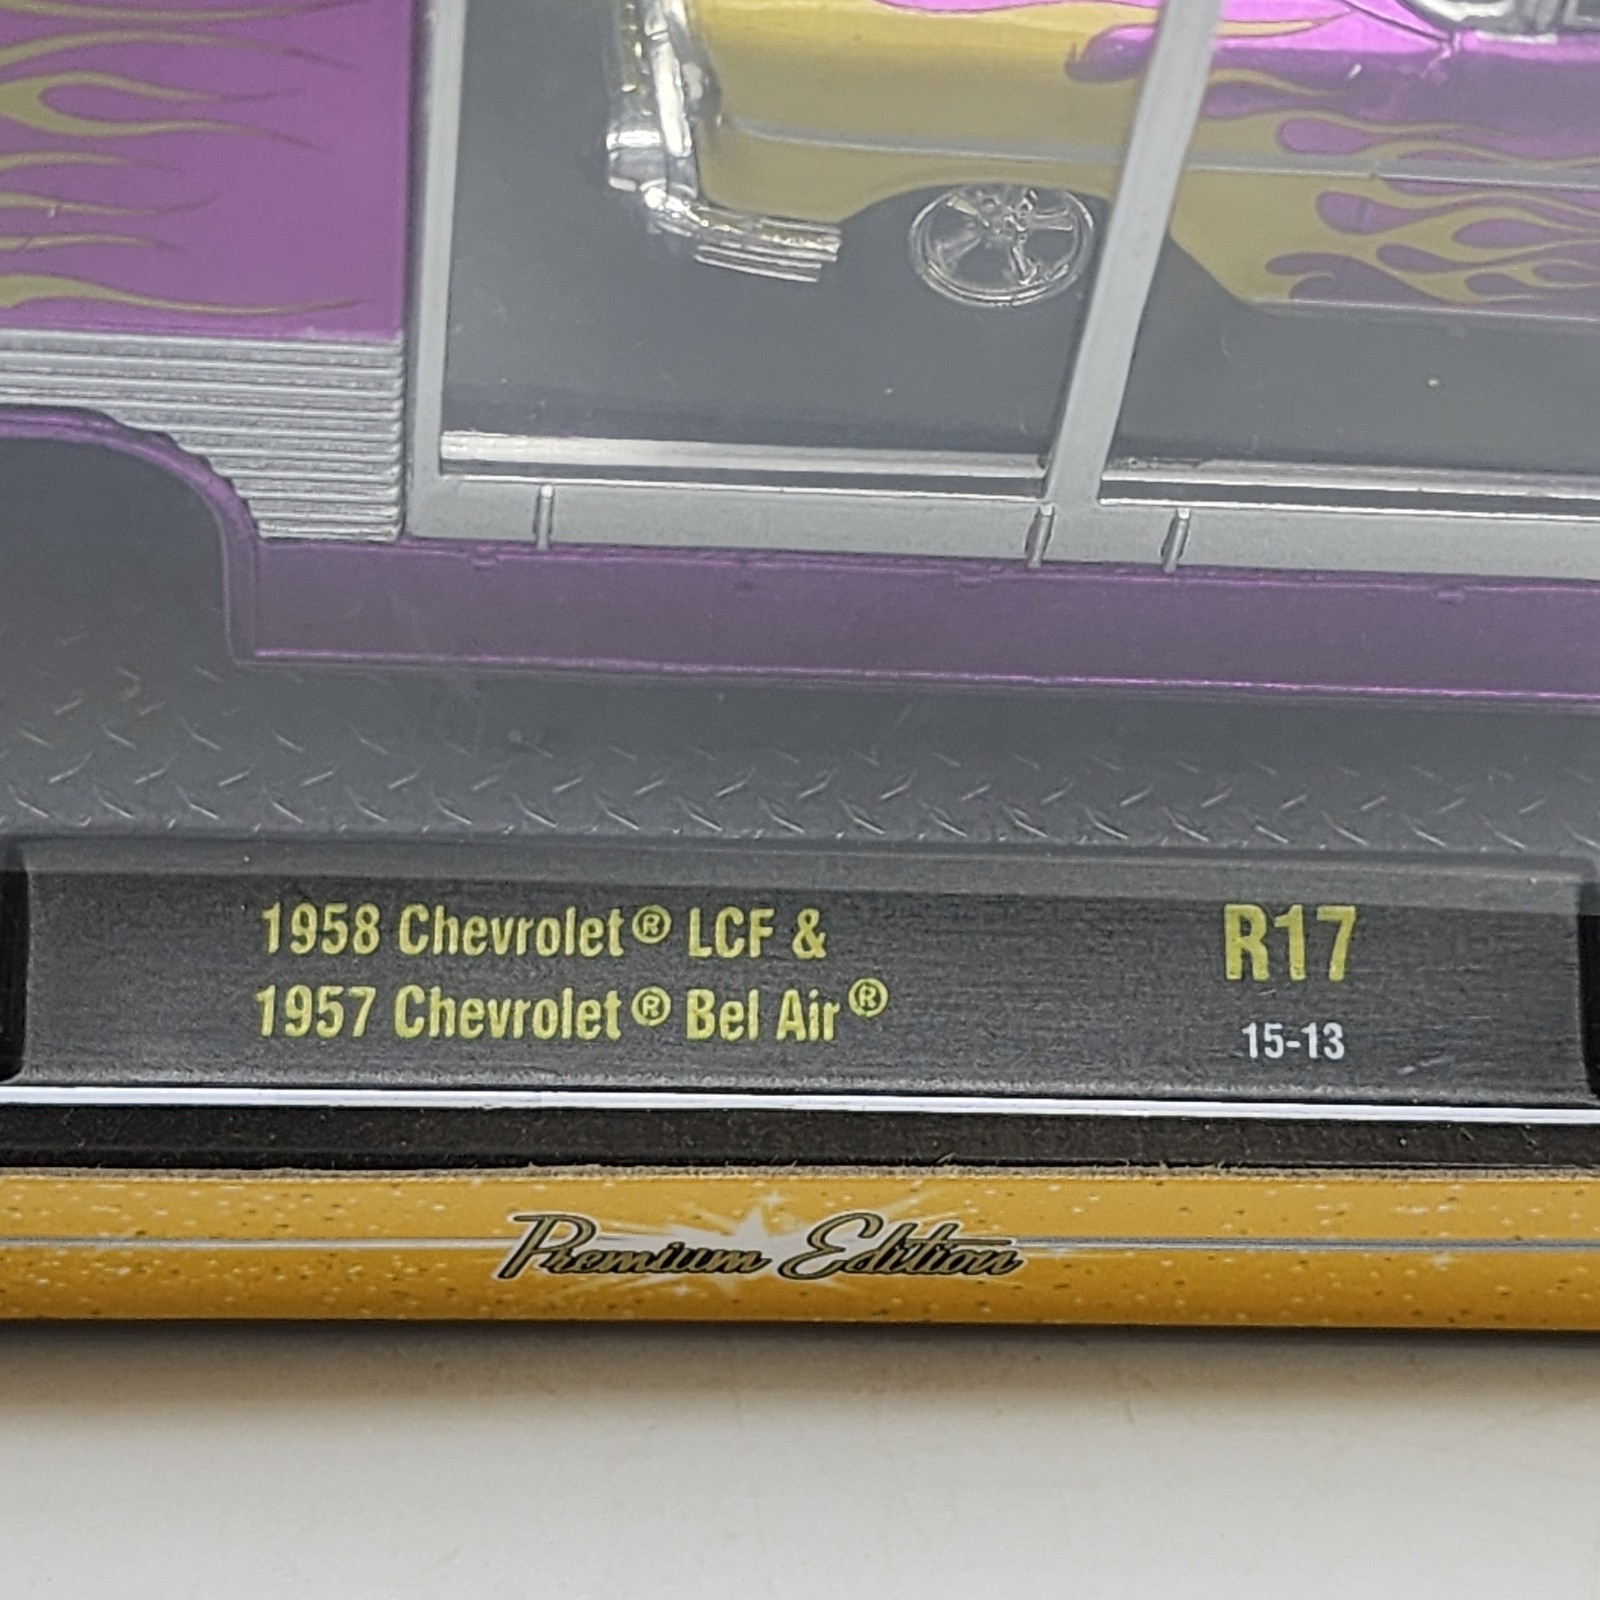 1958 Chevrolet® LCF &
1957 Chevrolet® Bel Air®
R17
15-13
Premium Edition